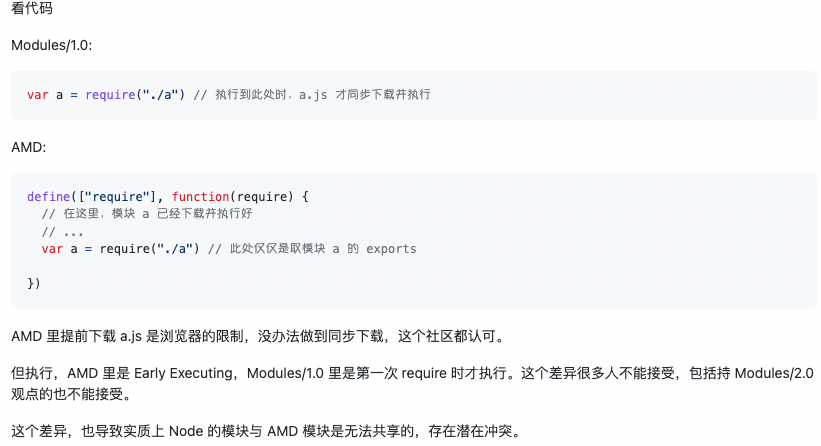 看代码
Modules/1.0:
var a = require("./a") // 执行到此处时，a.js 才同步下载并执行
AMD:
define(["require"], function(require) {
// 在这里，模块 a 已经下载并执行好
// ...
var a = require("./a") // 此处仅仅是取模块 a 的 exports
})
AMD 里提前下载 a.js 是浏览器的限制，没办法做到同步下载，这个社区都认可。
但执行，AMD 里是 Early Executing，Modules/1.0 里是第一次 require 时才执行。这个差异很多人不能接受，包括持 Modules/2.0
观点的也不能接受。
这个差异，也导致实质上 Node 的模块与 AMD 模块是无法共享的，存在潜在冲突。